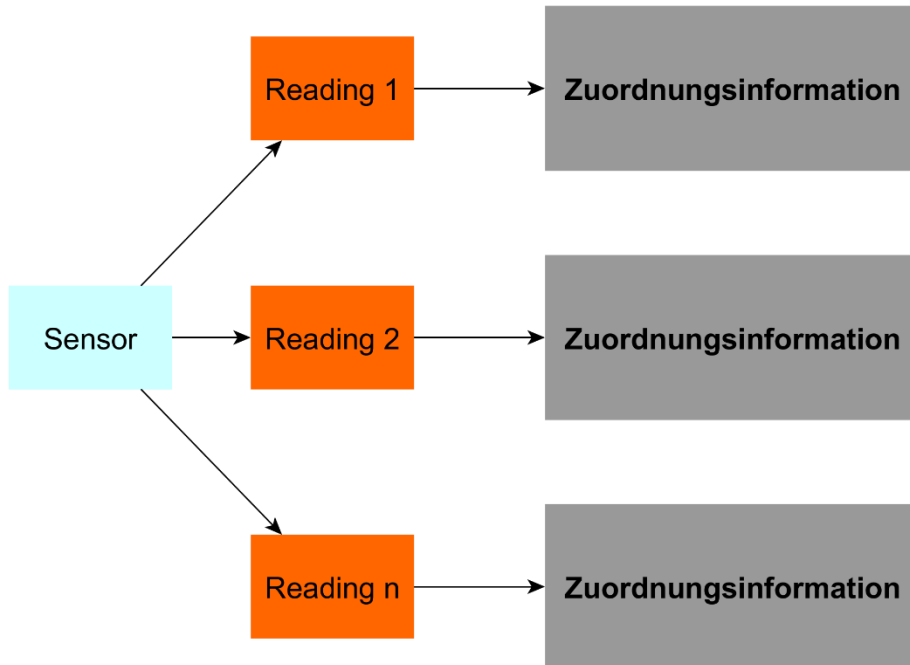 Reading 1
Zuordnungsinformation
Sensor
Reading 2
Zuordnungsinformation
Reading n
Zuordnungsinformation